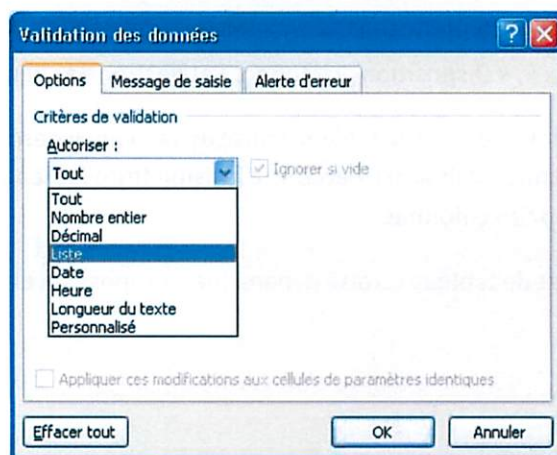 Validation des données
Options Message de saisie Alerte d'erreur
Critères de validation
Autoriser :
Tout Ignorer si vide
Tout
Nombre entier
Décimal
Liste
Date
Heure
Longueur du texte
Personnalisé
Appliquer ces modifications aux cellules de paramètres identiques
Effacer tout OK Annuler